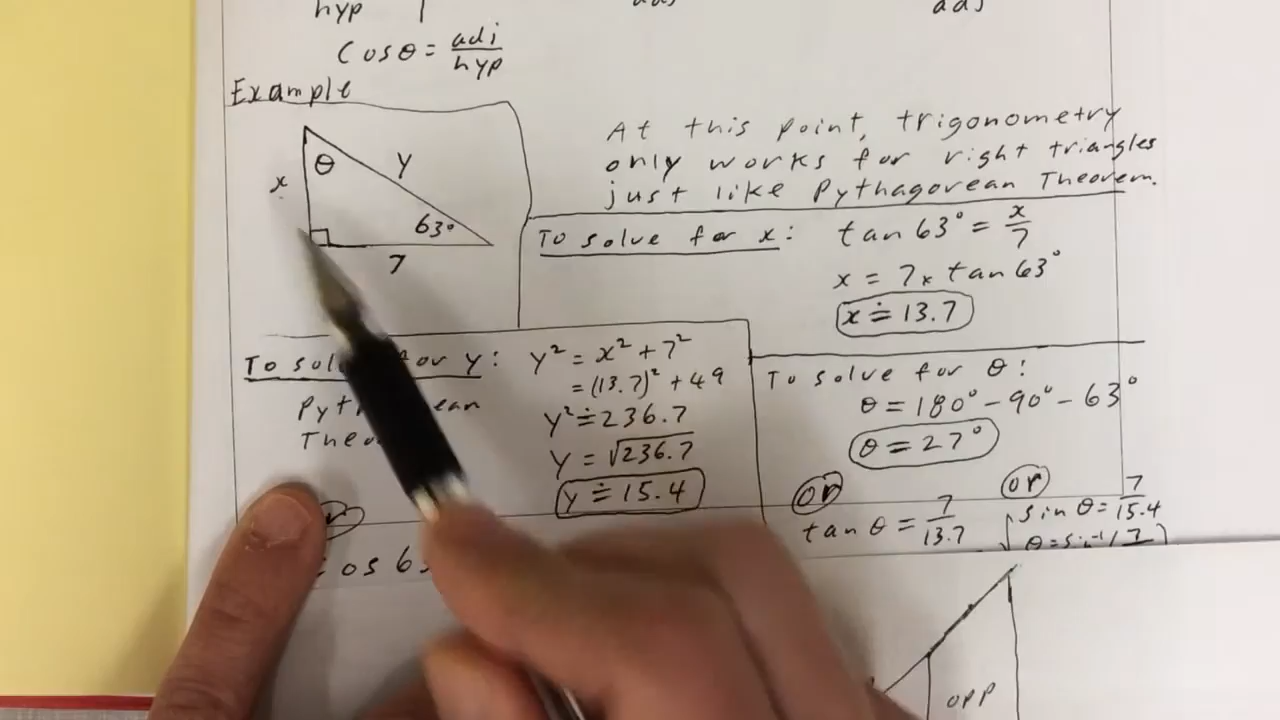 hyp
adj
adj
Cosθ = adj/hyp
Example
θ
y
x
63°
7
At this point, trigonometry
only works for right triangles
just like Pythagorean Theorem.
To solve for x: tan 63° = x/7
x = 7 x tan 63°
x ≐ 13.7
To for y: y² = x² + 7²
= (13.7)² + 49
y² ≐ 236.7
y = √236.7
y ≐ 15.4
To solve for θ:
θ = 180° - 90° - 63°
θ = 27°
or
tan θ = 7/13.7
or
sin θ = 7/15.4
cos
opp